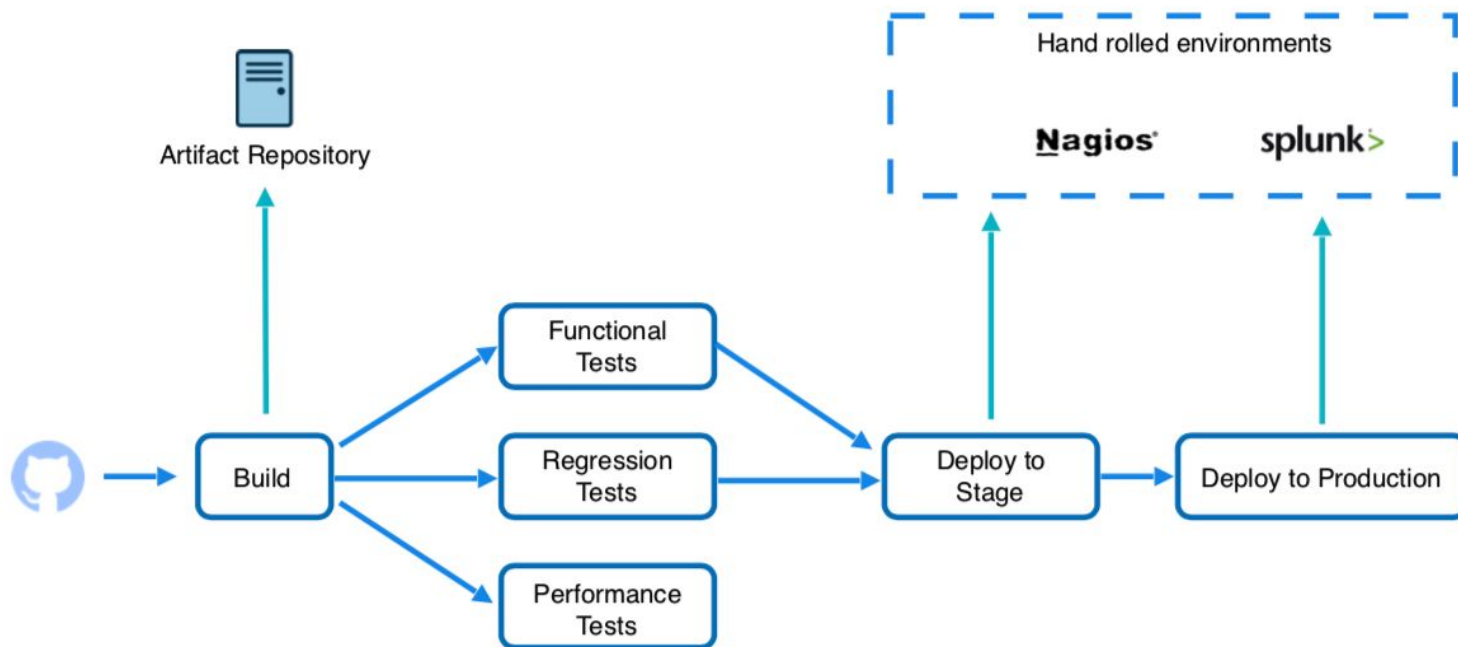 Hand rolled environments
Nagios®
splunk>
Artifact Repository
Functional
Tests
Build
Regression
Tests
Deploy to
Stage
Deploy to Production
Performance
Tests